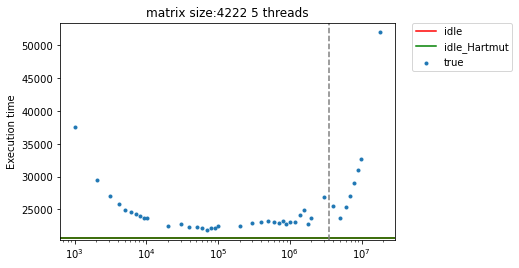 matrix size:4222 5 threads
idle
idle_Hartmut
true
Execution time
50000
45000
40000
35000
30000
25000
10³
10⁴
10⁵
10⁶
10⁷